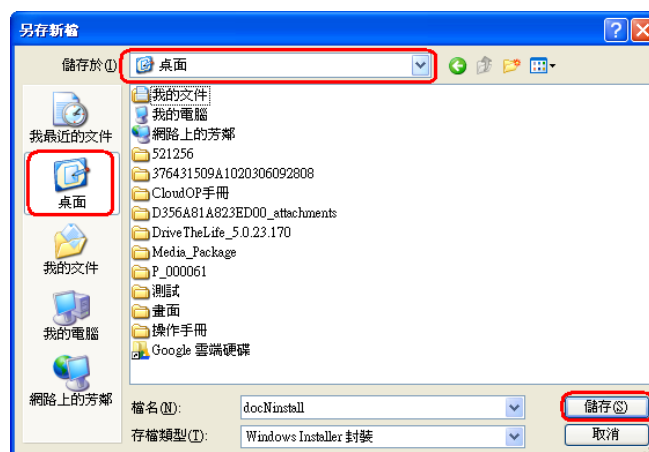 另存新檔
儲存於(I)
桌面
我最近的文件
桌面
我的文件
我的電腦
網路上的芳鄰
我的文件
我的電腦
網路上的芳鄰
521256
376431509A1020306092808
CloudOP手冊
D356A81A823ED00_attachments
DriveTheLife_5.0.23.170
Media_Package
P_000061
測試
畫面
操作手冊
Google 雲端硬碟
檔名(N):
docNinstall
儲存(S)
存檔類型(T):
Windows Installer 封裝
取消